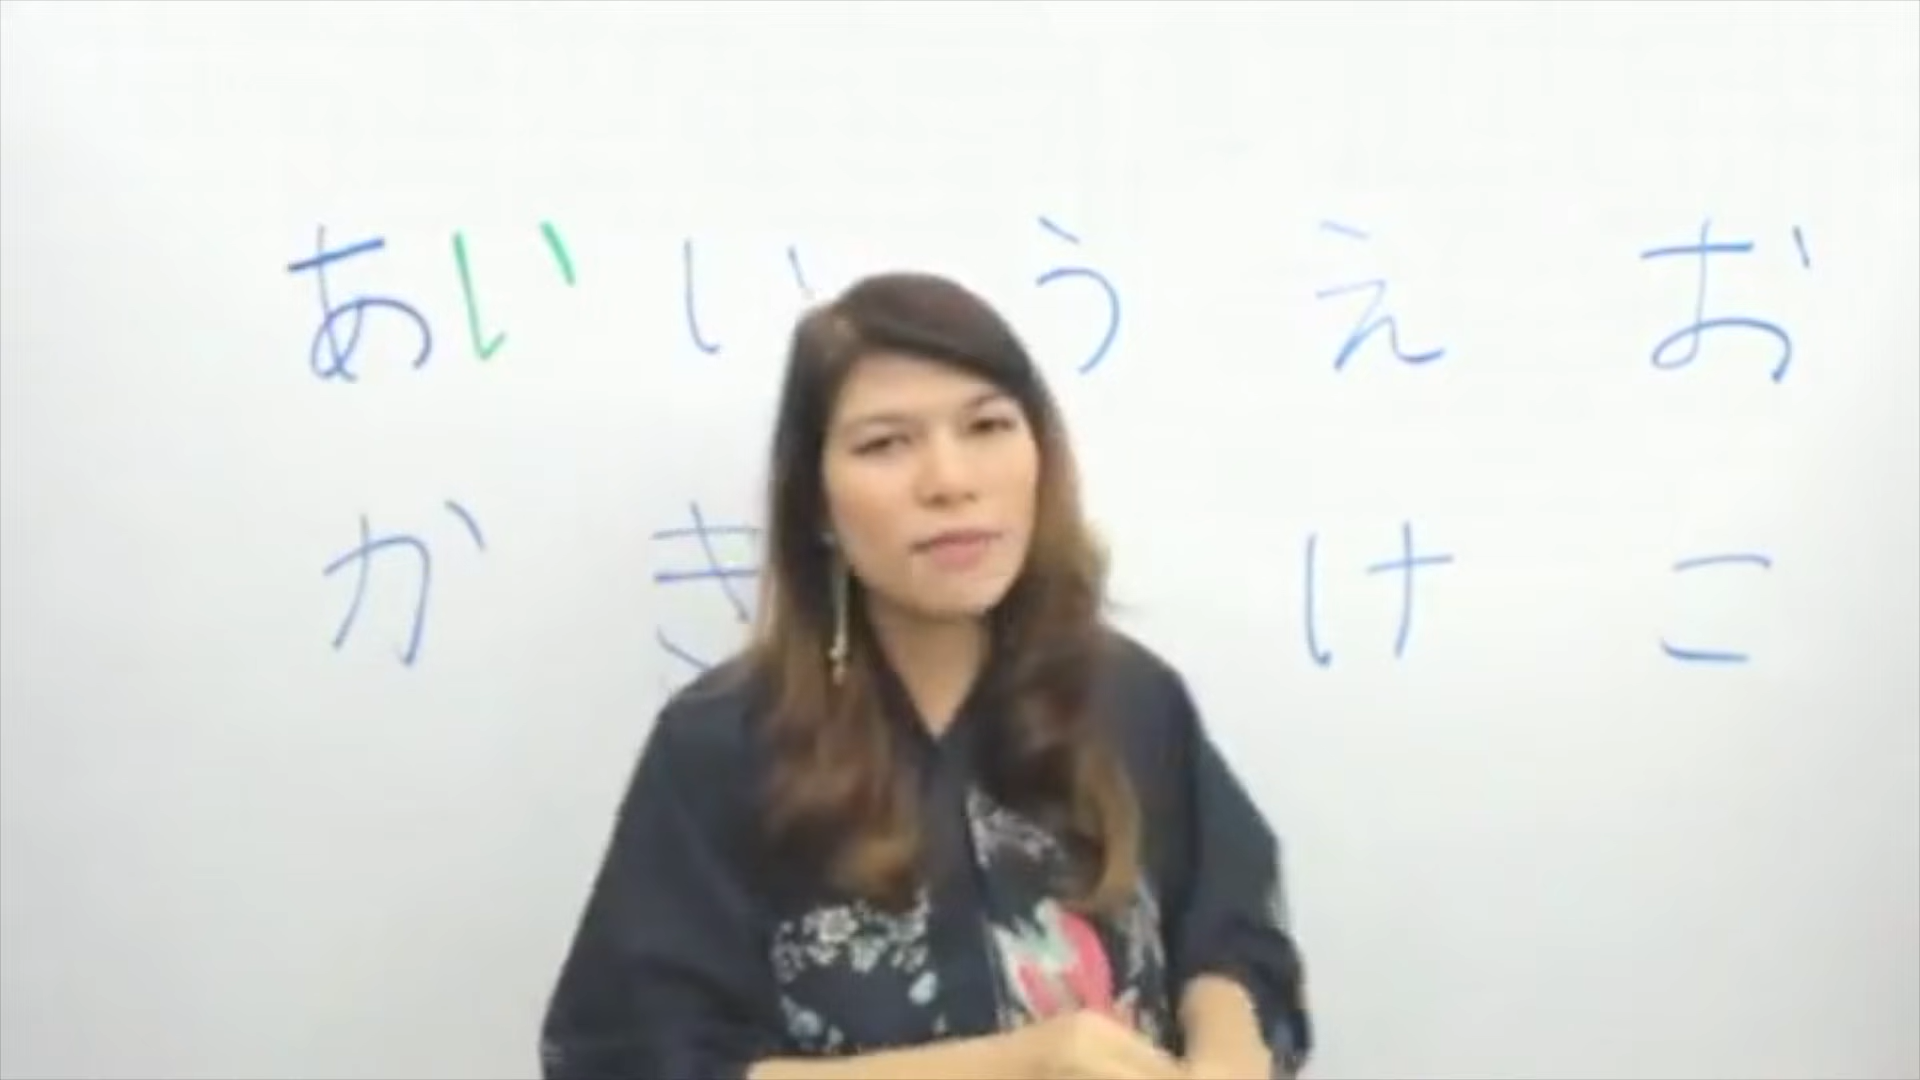 あい い う え お
か き け こ